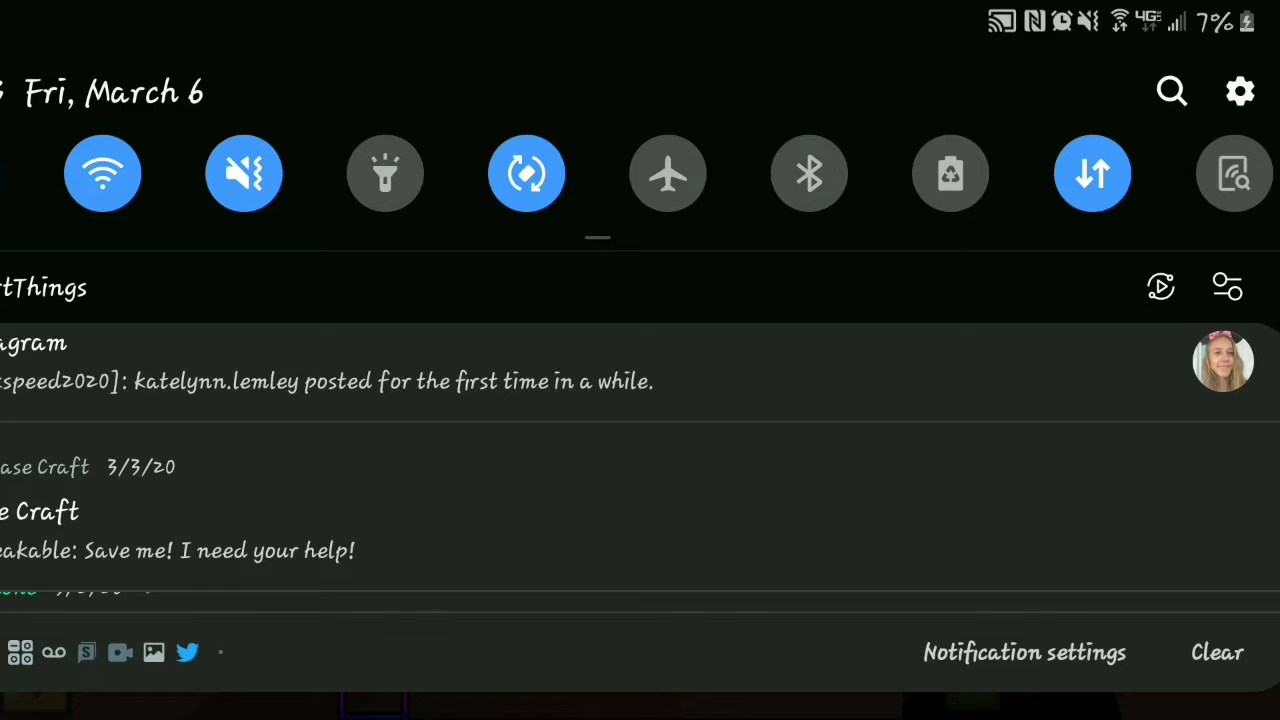 4GE 7%
Fri, March 6
tThings
agram
speed2020]: katelynn.lemley posted for the first time in a while.
ase Craft 3/3/20
e Craft
eakable: Save me! I need your help!
Notification settings Clear